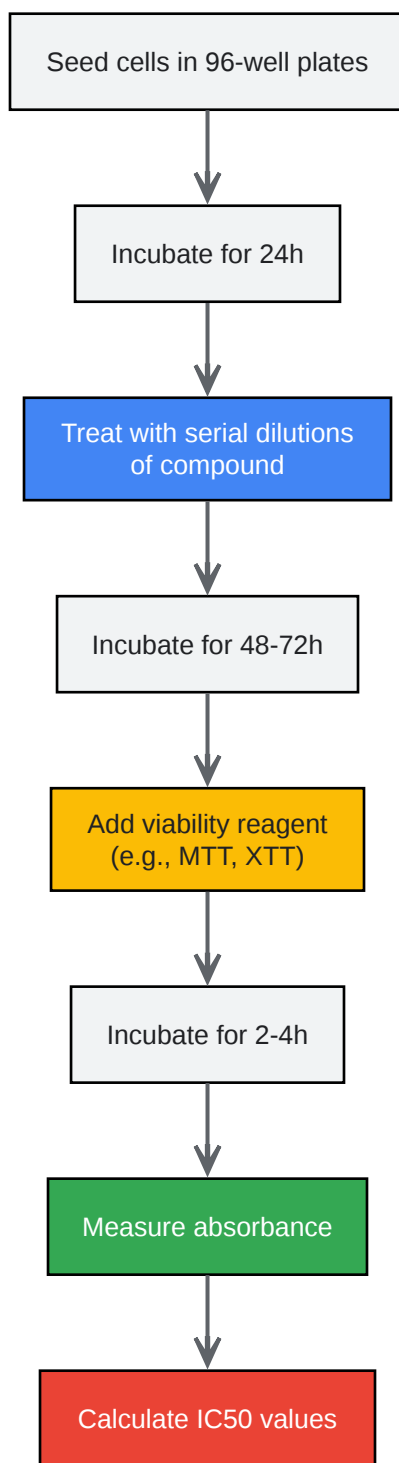 Seed cells in 96-well plates
Incubate for 24h
Treat with serial dilutions
of compound
Incubate for 48-72h
Add viability reagent
(e.g., MTT, XTT)
Incubate for 2-4h
Measure absorbance
Calculate IC50 values